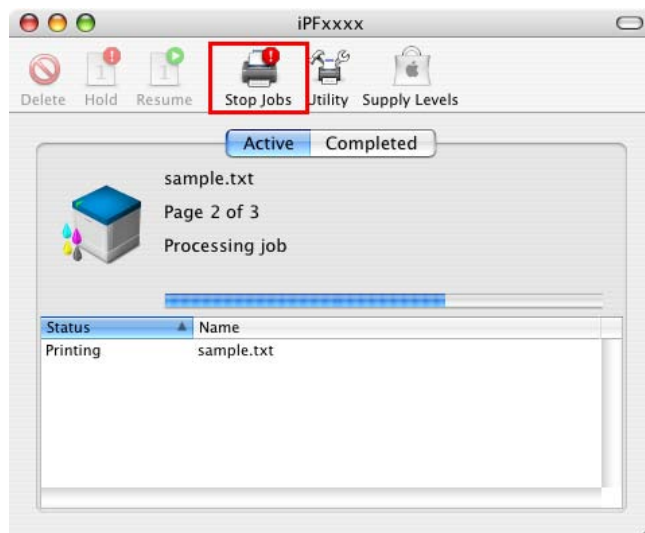 iPFxxxx
Delete Hold Resume Stop Jobs Utility Supply Levels
Active Completed
sample.txt
Page 2 of 3
Processing job
Status Name
Printing sample.txt